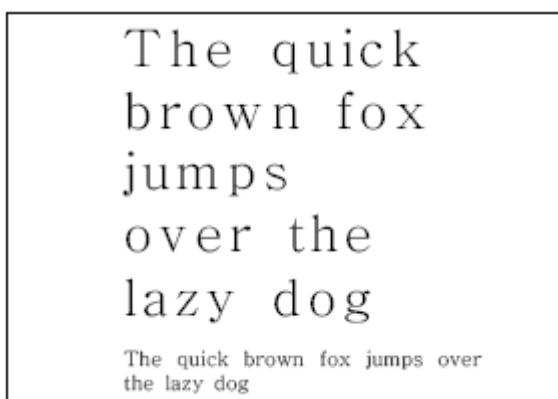 The quick
brown fox
jumps
over the
lazy dog
The quick brown fox jumps over
the lazy dog